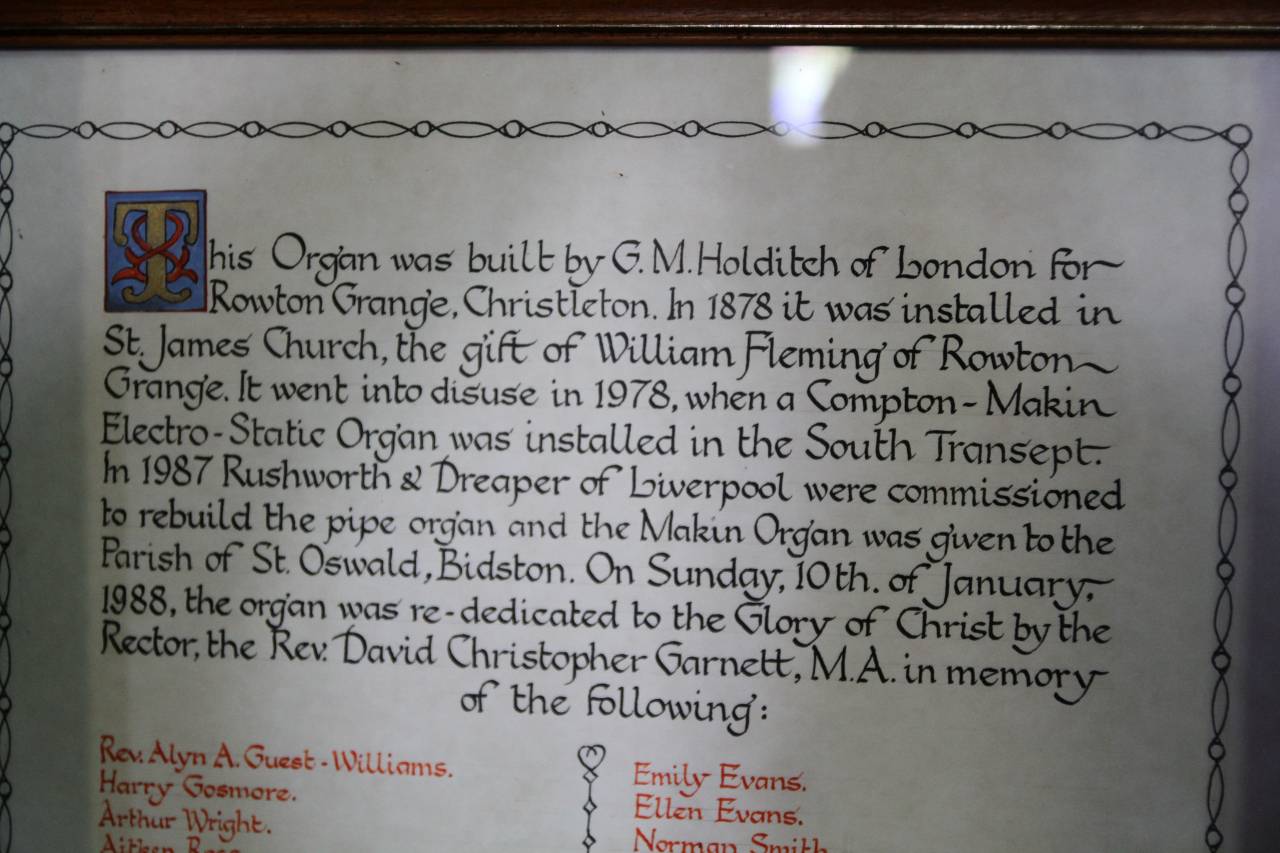 This Organ was built by G. M. Holditch of London for
Rowton Grange, Christleton. In 1878 it was installed in
St. James Church, the gift of William Fleming of Rowton
Grange. It went into disuse in 1978, when a Compton - Makin
Electro - Static Organ was installed in the South Transept.
In 1987 Rushworth & Dreaper of Liverpool were commissioned
to rebuild the pipe organ and the Makin Organ was given to the
Parish of St. Oswald, Bidston. On Sunday, 10th. of January,
1988, the organ was re-dedicated to the Glory of Christ by the
Rector, the Rev. David Christopher Garnett, M.A. in memory
of the following:
Rev. Alyn A. Guest - Williams.
Harry Gosmore.
Arthur Wright.
Aitken
Emily Evans.
Ellen Evans.
Norman Smith